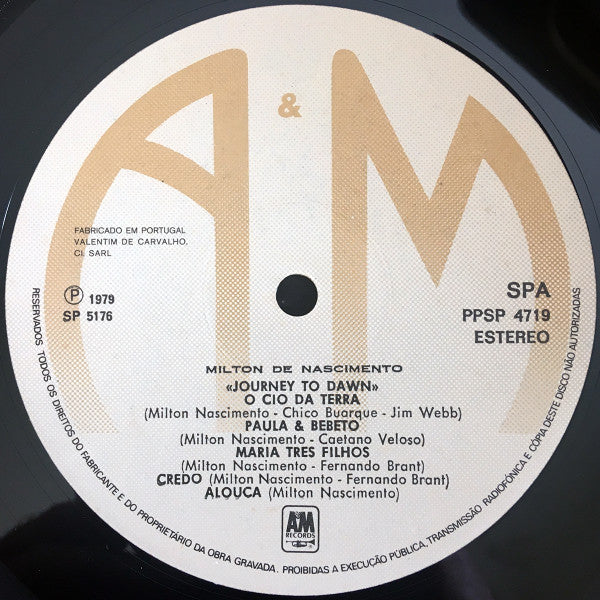 A & M
FABRICADO EM PORTUGAL
VALENTIM DE CARVALHO,
CI, SARL
Ⓟ 1979
SP 5176
SPA
PPSP 4719
ESTEREO
MILTON DE NASCIMENTO
«JOURNEY TO DAWN»
O CIO DA TERRA
(Milton Nascimento - Chico Buarque - Jim Webb)
PAULA & BEBETO
(Milton Nascimento - Caetano Veloso)
MARIA TRES FILHOS
(Milton Nascimento - Fernando Brant)
CREDO (Milton Nascimento - Fernando Brant)
ALOUCA (Milton Nascimento)
AM
RECORDS
RESERVADOS TODOS OS DIREITOS DO FABRICANTE E DO PROPRIETÁRIO DA OBRA GRAVADA. PROIBIDAS A EXECUÇÃO PÚBLICA, TRANSMISSÃO RADIOFÓNICA E CÓPIA DESTE DISCO NÃO AUTORIZADAS